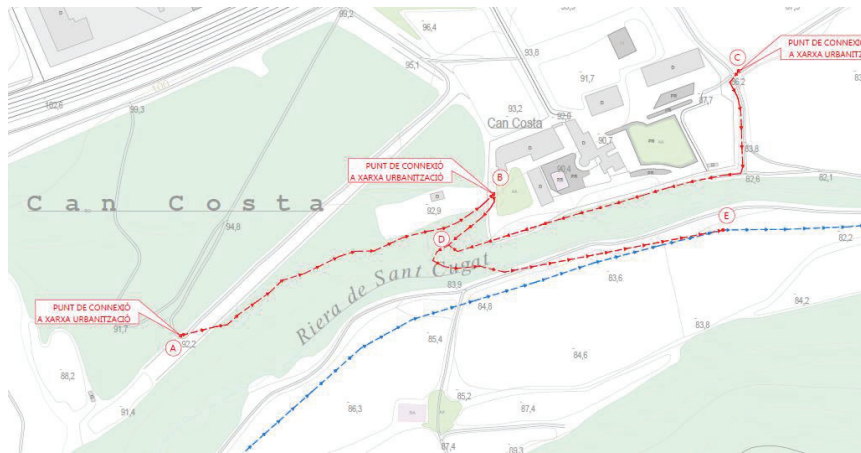 99,2
96,4
95,1
93,8
91,7
102,6
99,3
93,2
92,6
Can Costa
90,7
90,4
87,7
PUNT DE CONNEXIÓ
A XARXA URBANITZ
C
83,8
82,6
82,1
PUNT DE CONNEXIÓ
A XARXA URBANITZACIÓ
B
Can Costa
92,9
94,8
D
E
82,2
Riera de Sant Cugat
83,9
83,6
84,8
84,2
83,8
PUNT DE CONNEXIÓ
A XARXA URBANITZACIÓ
A
91,7
92,2
85,4
84,6
88,2
91,4
86,3
85,2
87,4
87,4